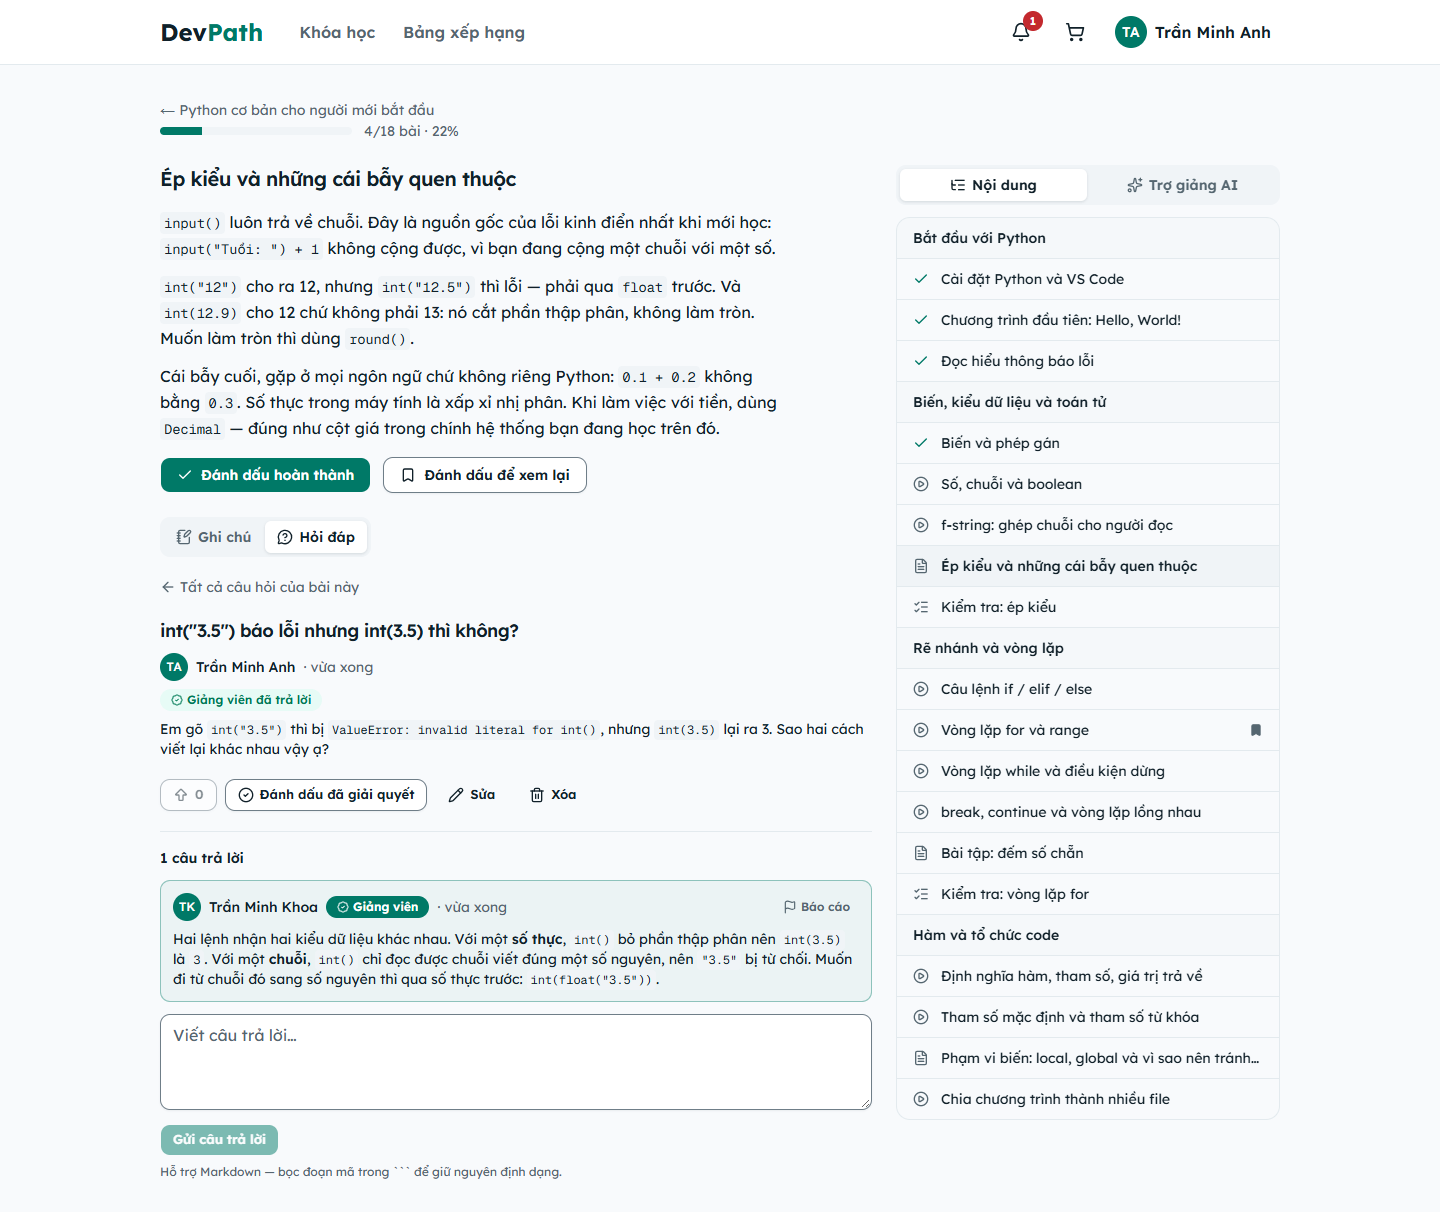 DevPath
Khóa học
Bảng xếp hạng
1
TA
Trần Minh Anh
← Python cơ bản cho người mới bắt đầu
4/18 bài · 22%
Ép kiểu và những cái bẫy quen thuộc
input() luôn trả về chuỗi. Đây là nguồn gốc của lỗi kinh điển nhất khi mới học:
input("Tuổi: ") + 1 không cộng được, vì bạn đang cộng một chuỗi với một số.
int("12") cho ra 12, nhưng int("12.5") thì lỗi — phải qua float trước. Và
int(12.9) cho 12 chứ không phải 13: nó cắt phần thập phân, không làm tròn.
Muốn làm tròn thì dùng round().
Cái bẫy cuối, gặp ở mọi ngôn ngữ chứ không riêng Python: 0.1 + 0.2 không
bằng 0.3. Số thực trong máy tính là xấp xỉ nhị phân. Khi làm việc với tiền, dùng
Decimal — đúng như cột giá trong chính hệ thống bạn đang học trên đó.
Đánh dấu hoàn thành
Đánh dấu để xem lại
Ghi chú
Hỏi đáp
← Tất cả câu hỏi của bài này
int("3.5") báo lỗi nhưng int(3.5) thì không?
TA
Trần Minh Anh · vừa xong
Giảng viên đã trả lời
Em gõ int("3.5") thì bị ValueError: invalid literal for int(), nhưng int(3.5) lại ra 3. Sao hai cách
viết lại khác nhau vậy ạ?
0
Đánh dấu đã giải quyết
Sửa
Xóa
1 câu trả lời
TK
Trần Minh Khoa
Giảng viên
· vừa xong
Báo cáo
Hai lệnh nhận hai kiểu dữ liệu khác nhau. Với một số thực, int() bỏ phần thập phân nên int(3.5)
là 3. Với một chuỗi, int() chỉ đọc được chuỗi viết đúng một số nguyên, nên "3.5" bị từ chối. Muốn
đi từ chuỗi đó sang số nguyên thì qua số thực trước: int(float("3.5")).
Viết câu trả lời…
Gửi câu trả lời
Hỗ trợ Markdown — bọc đoạn mã trong ``` để giữ nguyên định dạng.
Nội dung
Trợ giảng AI
Bắt đầu với Python
Cài đặt Python và VS Code
Chương trình đầu tiên: Hello, World!
Đọc hiểu thông báo lỗi
Biến, kiểu dữ liệu và toán tử
Biến và phép gán
Số, chuỗi và boolean
f-string: ghép chuỗi cho người đọc
Ép kiểu và những cái bẫy quen thuộc
Kiểm tra: ép kiểu
Rẽ nhánh và vòng lặp
Câu lệnh if / elif / else
Vòng lặp for và range
Vòng lặp while và điều kiện dừng
break, continue và vòng lặp lồng nhau
Bài tập: đếm số chẵn
Kiểm tra: vòng lặp for
Hàm và tổ chức code
Định nghĩa hàm, tham số, giá trị trả về
Tham số mặc định và tham số từ khóa
Phạm vi biến: local, global và vì sao nên tránh…
Chia chương trình thành nhiều file